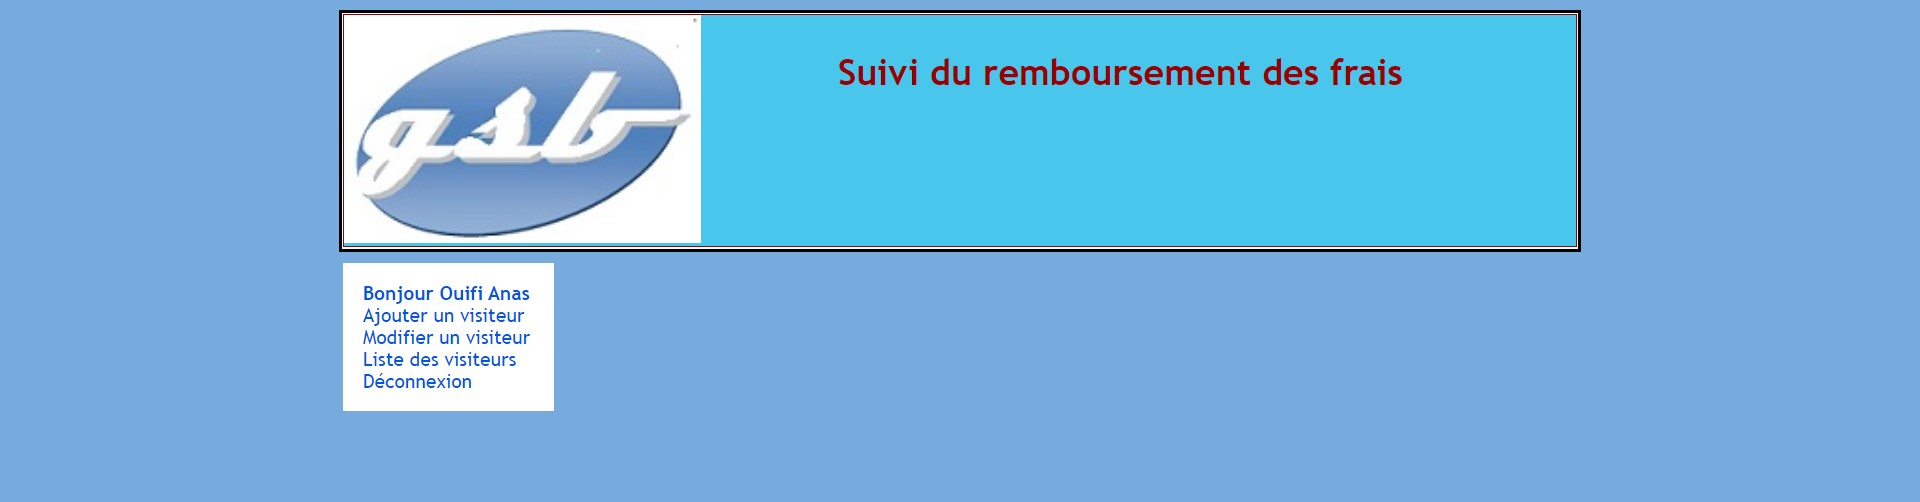 gsb
Suivi du remboursement des frais
Bonjour Ouifi Anas
Ajouter un visiteur
Modifier un visiteur
Liste des visiteurs
Déconnexion